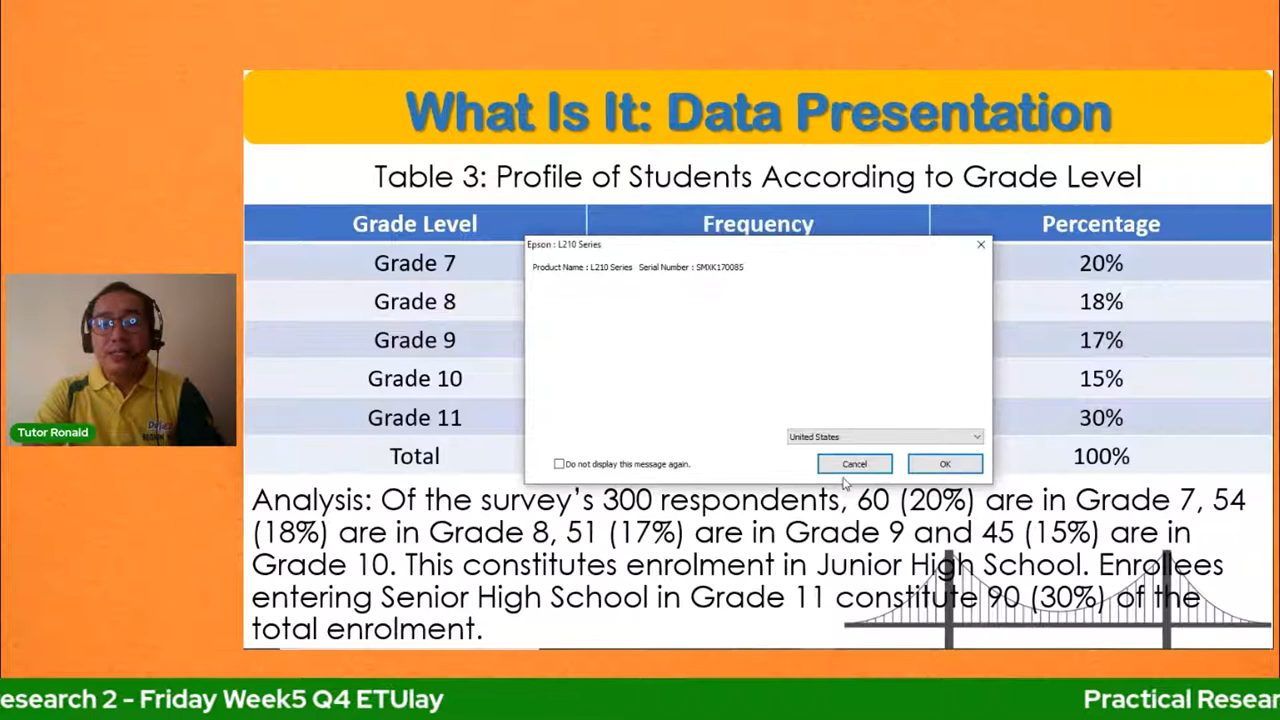 What Is It: Data Presentation
Table 3: Profile of Students According to Grade Level
Grade Level Frequency Percentage
Epson : L210 Series
Product Name : L210 Series Serial Number : SMXK170085
Grade 7 20%
Grade 8 18%
Grade 9 17%
Grade 10 15%
Grade 11 30%
United States
Total 100%
Do not display this message again. Cancel OK
Tutor Ronald
Analysis: Of the survey's 300 respondents, 60 (20%) are in Grade 7, 54
(18%) are in Grade 8, 51 (17%) are in Grade 9 and 45 (15%) are in
Grade 10. This constitutes enrolment in Junior High School. Enrollees
entering Senior High School in Grade 11 constitute 90 (30%) of the
total enrolment.
esearch 2 - Friday Week5 Q4 ETUlay Practical Resear